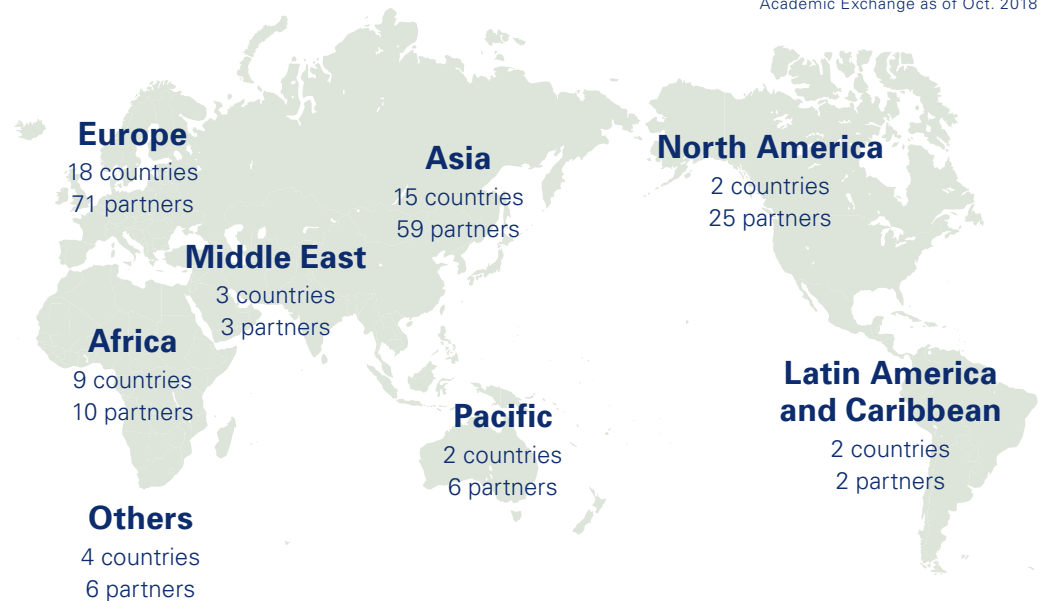 Academic Exchange as of Oct. 2018
Europe
18 countries
71 partners
Asia
15 countries
59 partners
North America
2 countries
25 partners
Middle East
3 countries
3 partners
Africa
9 countries
10 partners
Latin America
and Caribbean
2 countries
2 partners
Pacific
2 countries
6 partners
Others
4 countries
6 partners